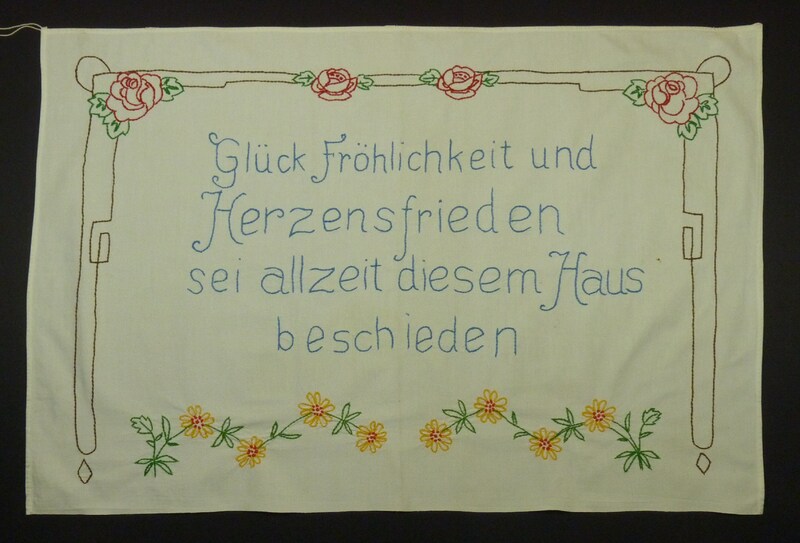 Glück Fröhlichkeit und
Herzensfrieden
sei allzeit diesem Haus
beschieden